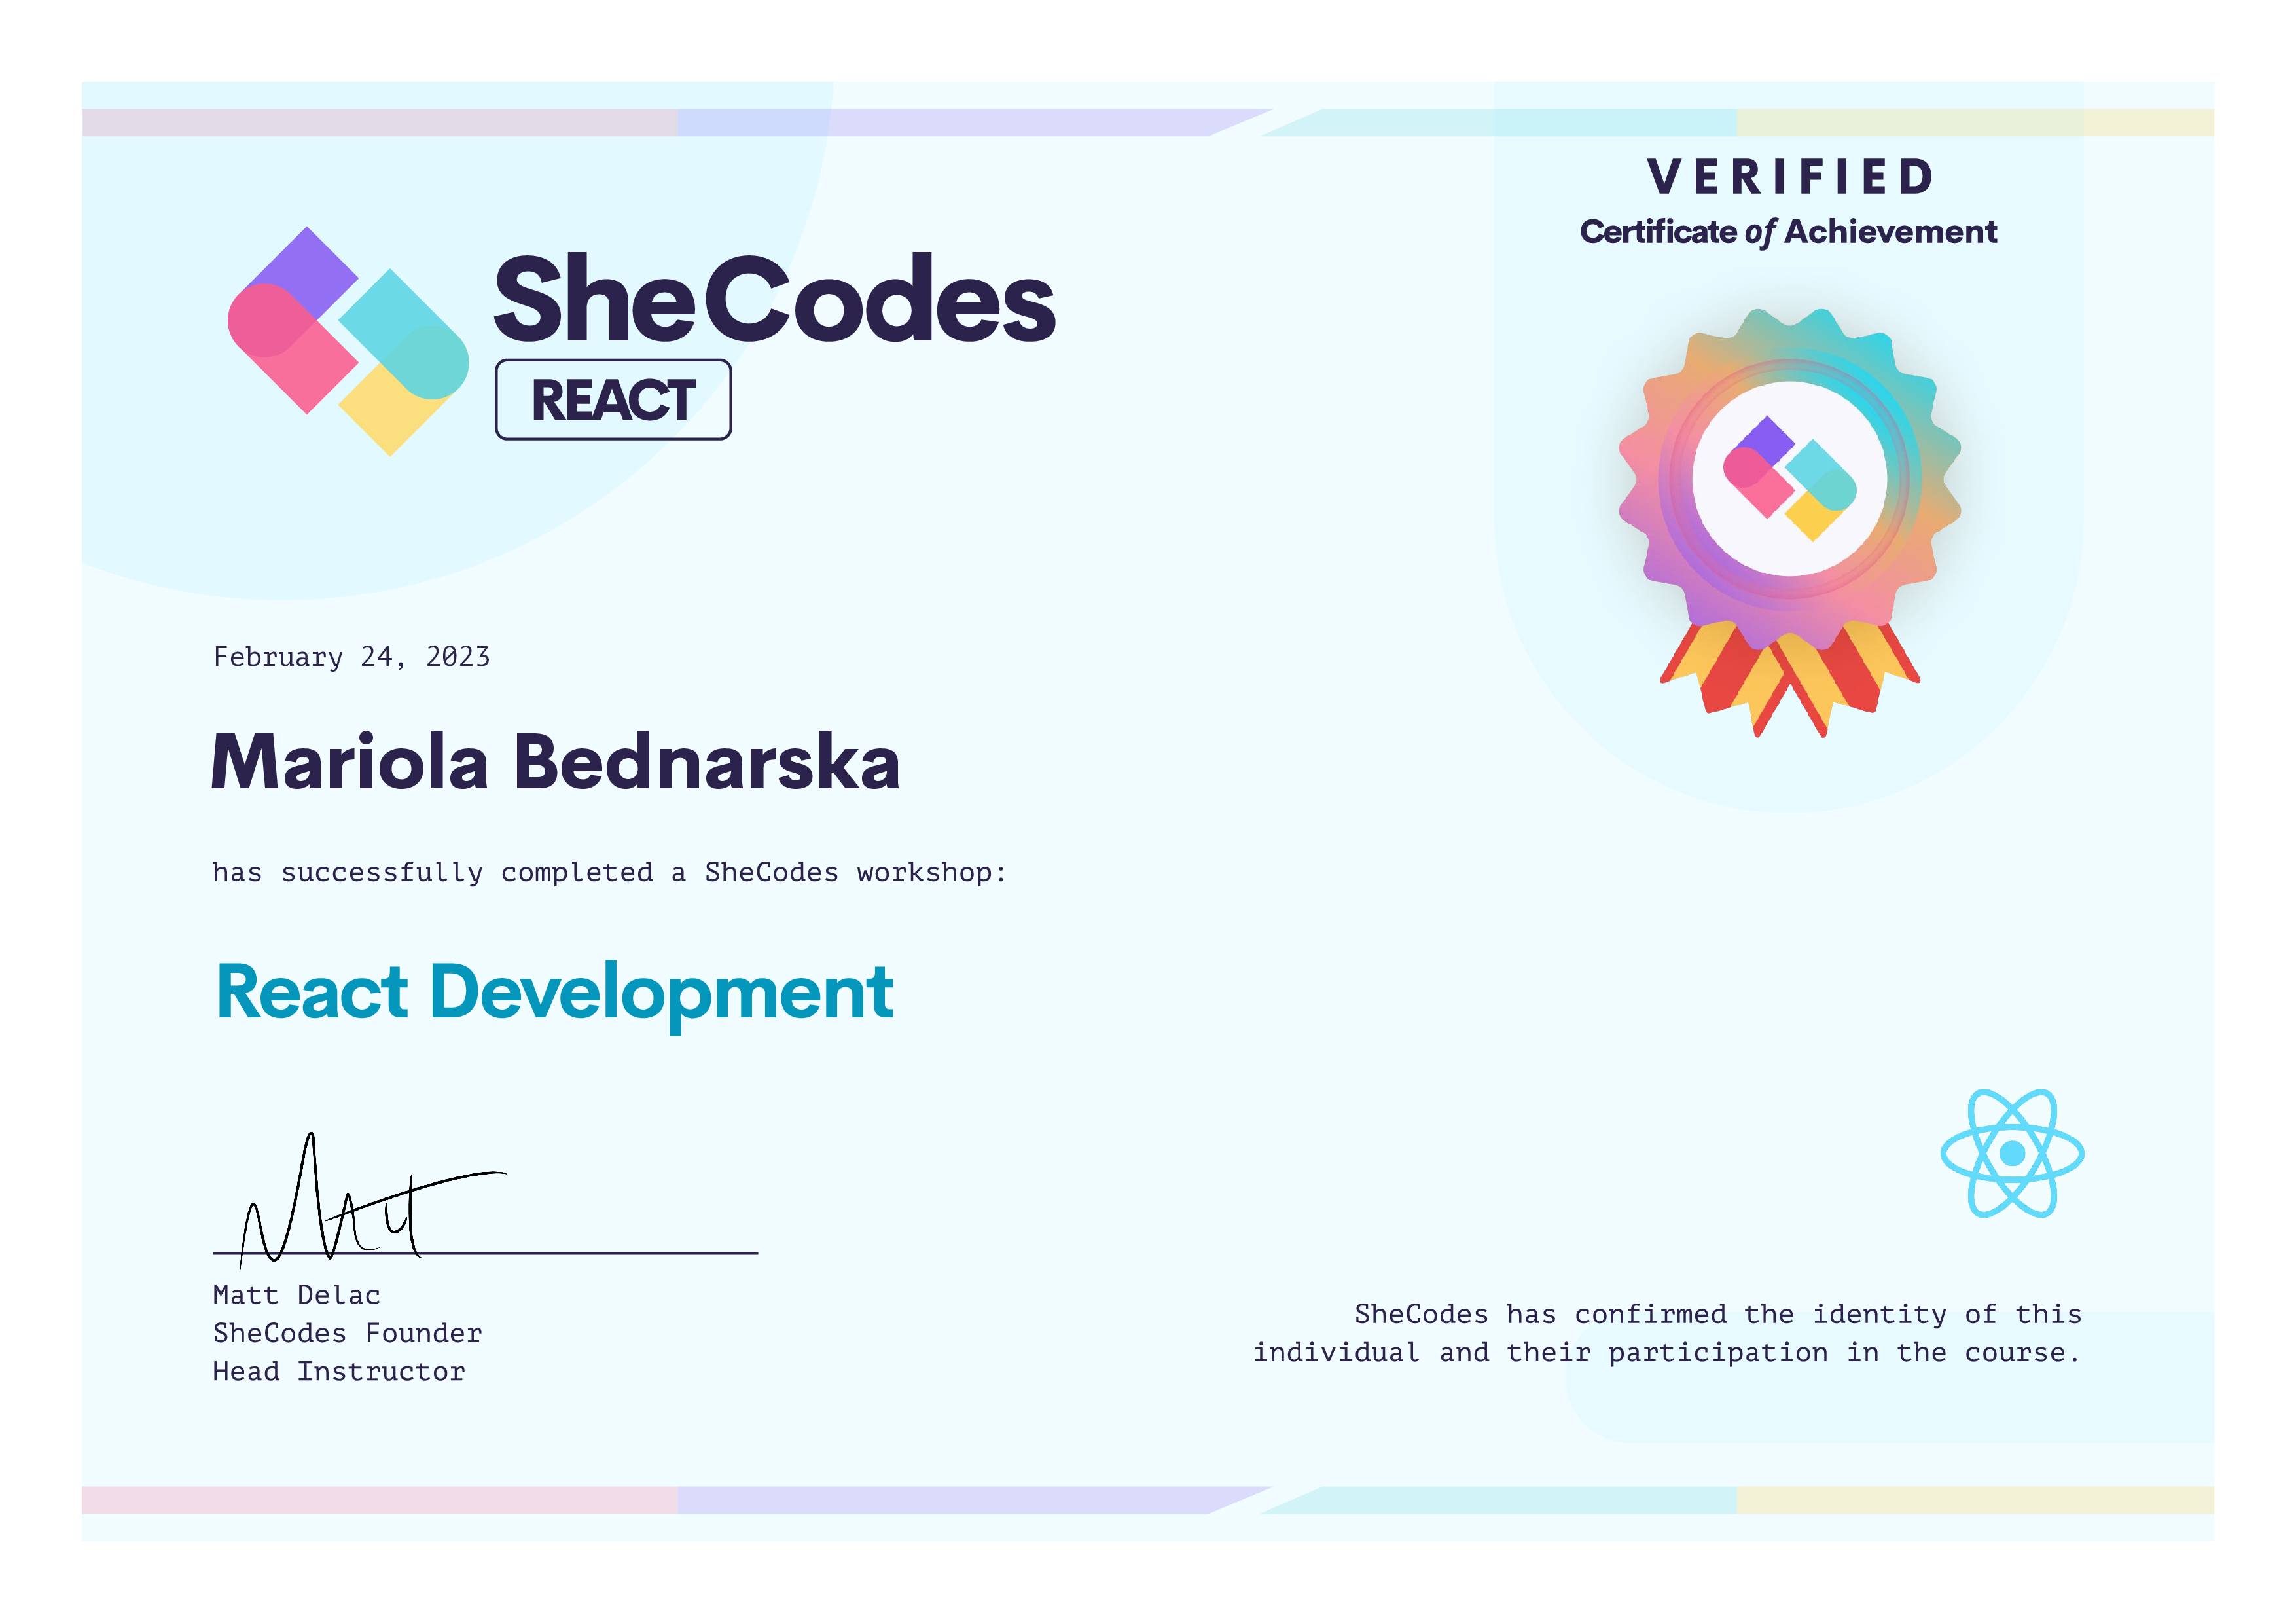 VERIFIED
Certificate of Achievement
SheCodes
REACT
February 24, 2023
Mariola Bednarska
has successfully completed a SheCodes workshop:
React Development
Matt
Matt Delac
SheCodes Founder
Head Instructor
SheCodes has confirmed the identity of this
individual and their participation in the course.